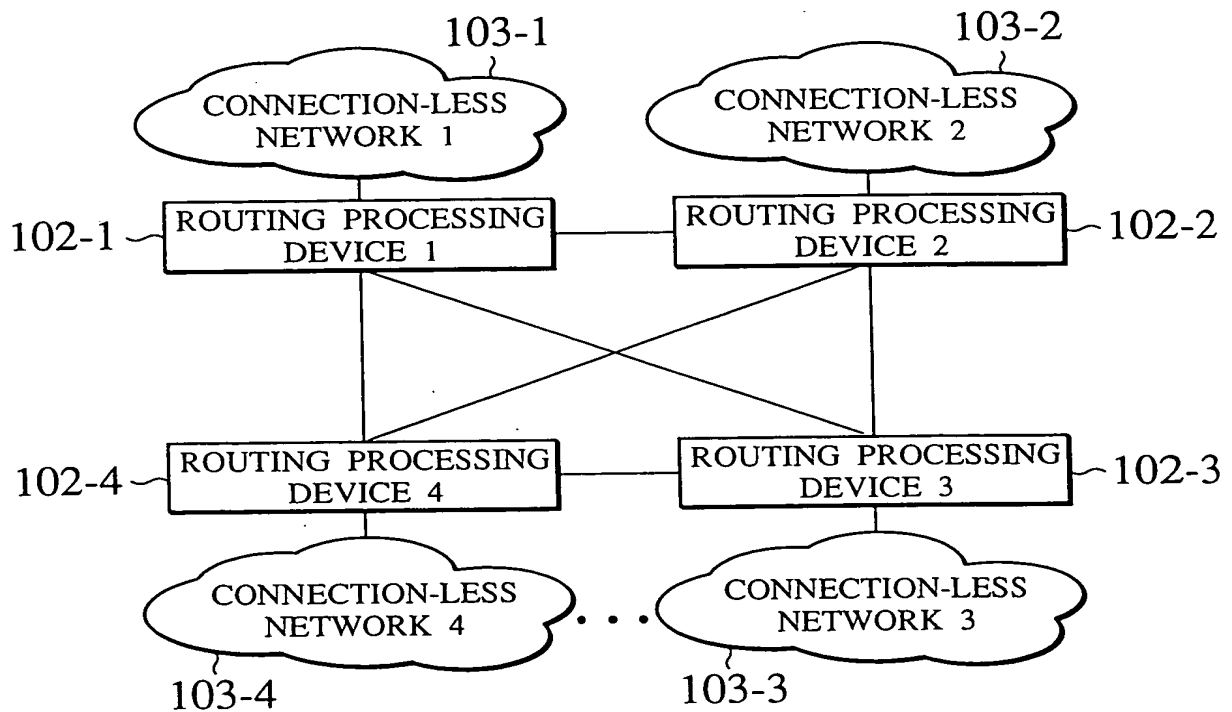 103-1
103-2
CONNECTION-LESS
NETWORK 1
CONNECTION-LESS
NETWORK 2
102-1
ROUTING PROCESSING
DEVICE 1
ROUTING PROCESSING
DEVICE 2
102-2
102-4
ROUTING PROCESSING
DEVICE 4
ROUTING PROCESSING
DEVICE 3
102-3
CONNECTION-LESS
NETWORK 4
...
CONNECTION-LESS
NETWORK 3
103-4
103-3